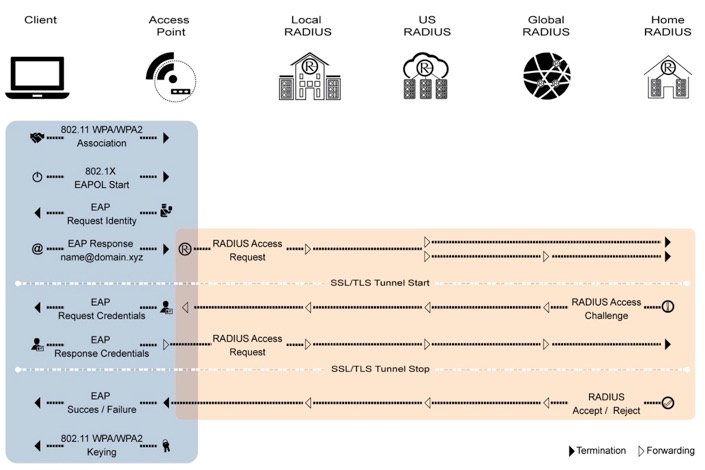 Client
Access
Point
Local
RADIUS
US
RADIUS
Global
RADIUS
Home
RADIUS
R
R
802.11 WPA/WPA2
Association
802.1X
EAPOL Start
EAP
Request Identity
@
EAP Response
name@domain.xyz
R
RADIUS Access
Request
SSL/TLS Tunnel Start
EAP
Request Credentials
RADIUS Access
Challenge
EAP
Response Credentials
RADIUS Access
Request
SSL/TLS Tunnel Stop
EAP
Succes / Failure
RADIUS
Accept / Reject
802.11 WPA/WPA2
Keying
Termination
Forwarding